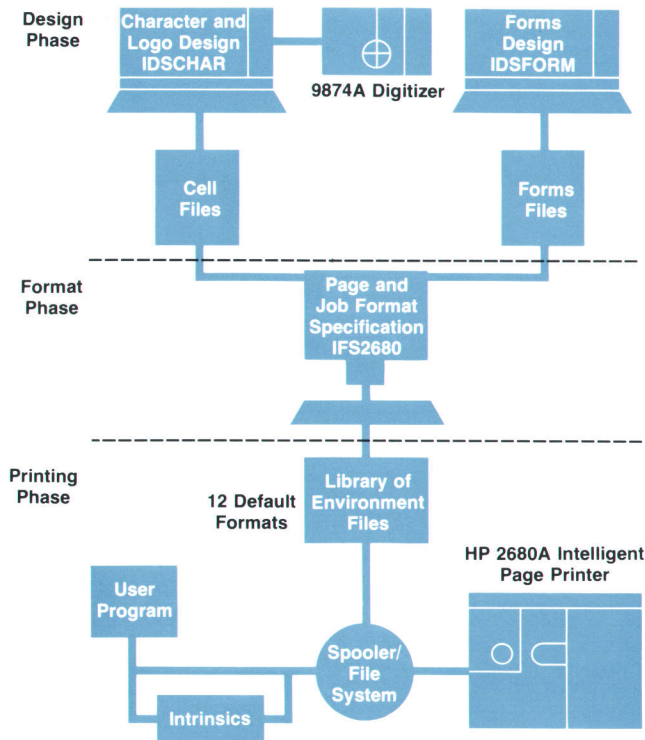 Design
Phase
Character and
Logo Design
IDSCHAR
9874A Digitizer
Forms
Design
IDSFORM
Cell
Files
Forms
Files
Format
Phase
Page and
Job Format
Specification
IFS2680
Printing
Phase
12 Default
Formats
Library of
Environment
Files
HP 2680A Intelligent
Page Printer
User
Program
Spooler/
File
System
Intrinsics